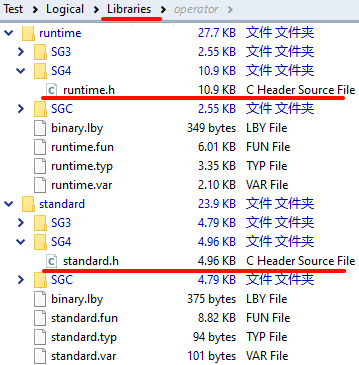 Test > Logical > Libraries > operator >
runtime 27.7 KB 文件 文件夹
SG3 2.55 KB 文件 文件夹
SG4 10.9 KB 文件 文件夹
runtime.h 10.9 KB C Header Source File
SGC 2.55 KB 文件 文件夹
binary.lby 349 bytes LBY File
runtime.fun 6.01 KB FUN File
runtime.typ 3.35 KB TYP File
runtime.var 2.10 KB VAR File
standard 23.9 KB 文件 文件夹
SG3 4.79 KB 文件 文件夹
SG4 4.96 KB 文件 文件夹
standard.h 4.96 KB C Header Source File
SGC 4.79 KB 文件 文件夹
binary.lby 375 bytes LBY File
standard.fun 8.82 KB FUN File
standard.typ 94 bytes TYP File
standard.var 101 bytes VAR File